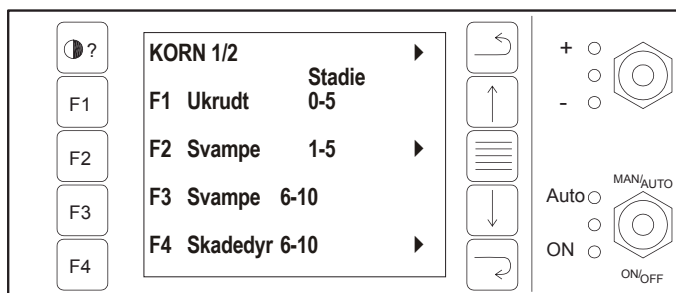 ?
F1
F2
F3
F4
KORN 1/2
Stadie
F1 Ukrudt 0-5
F2 Svampe 1-5
F3 Svampe 6-10
F4 Skadedyr 6-10
+
-
MAN/AUTO
Auto
ON
ON/OFF